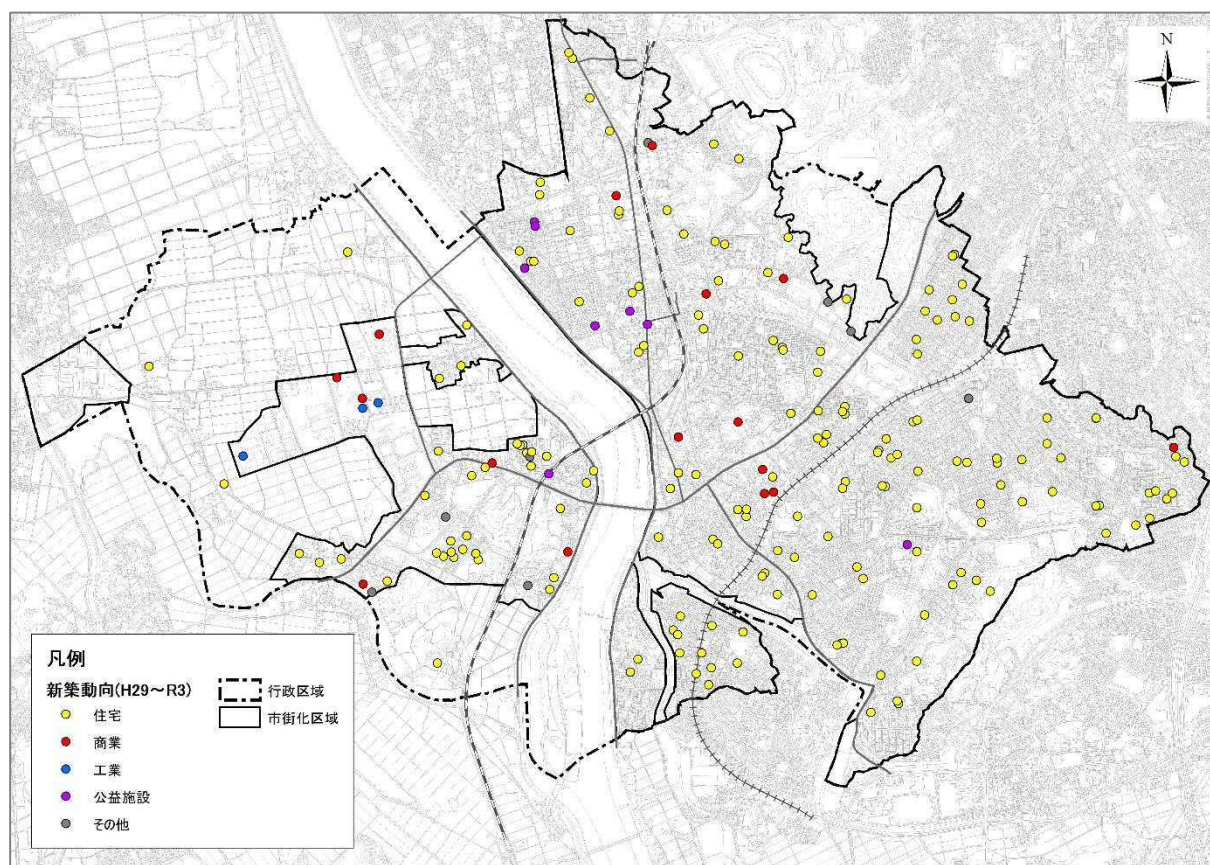 N
凡例
新築動向(H29～R3)
住宅
商業
工業
公益施設
その他
行政区域
市街化区域